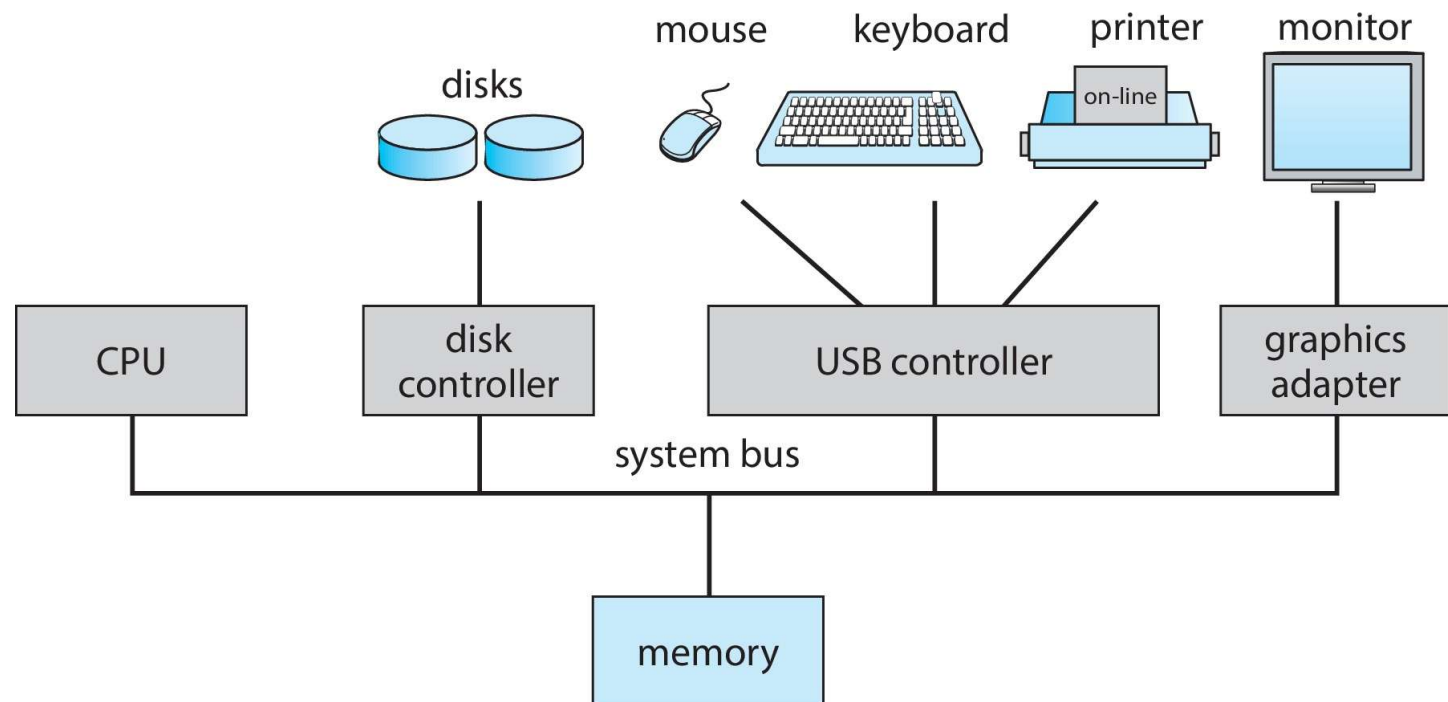 mouse
keyboard
printer
monitor
disks
on-line
CPU
disk
controller
USB controller
graphics
adapter
system bus
memory